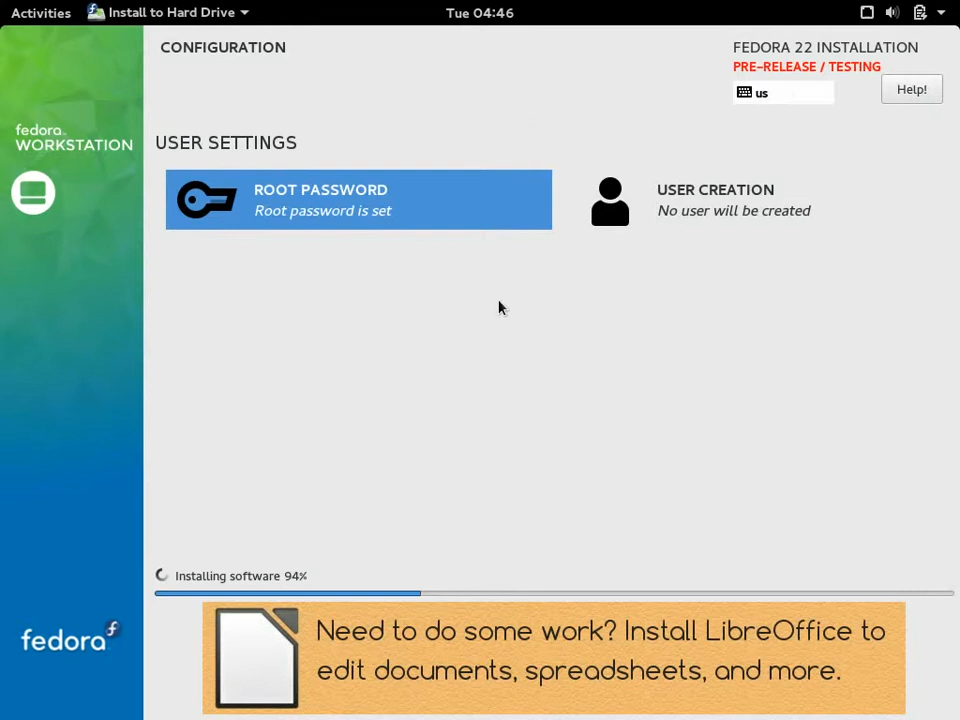 Activities Install to Hard Drive Tue 04:46
CONFIGURATION
FEDORA 22 INSTALLATION
PRE-RELEASE / TESTING
us
Help!
fedora
WORKSTATION
USER SETTINGS
ROOT PASSWORD
Root password is set
USER CREATION
No user will be created
Installing software 94%
fedora
Need to do some work? Install LibreOffice to
edit documents, spreadsheets, and more.